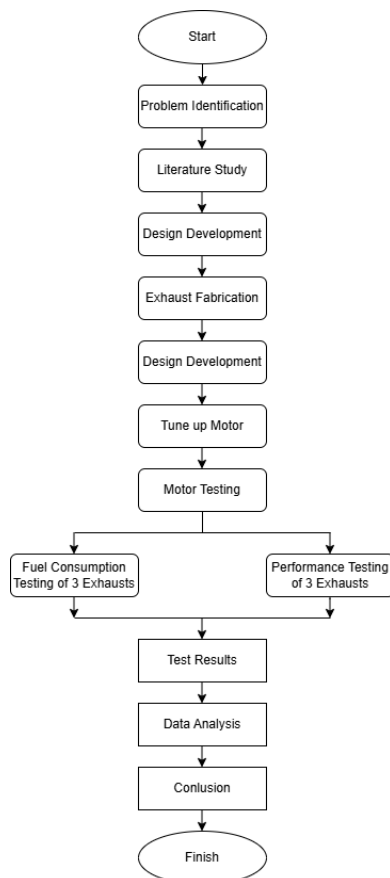 Start
Problem Identification
Literature Study
Design Development
Exhaust Fabrication
Design Development
Tune up Motor
Motor Testing
Fuel Consumption
Testing of 3 Exhausts
Performance Testing
of 3 Exhausts
Test Results
Data Analysis
Conlusion
Finish